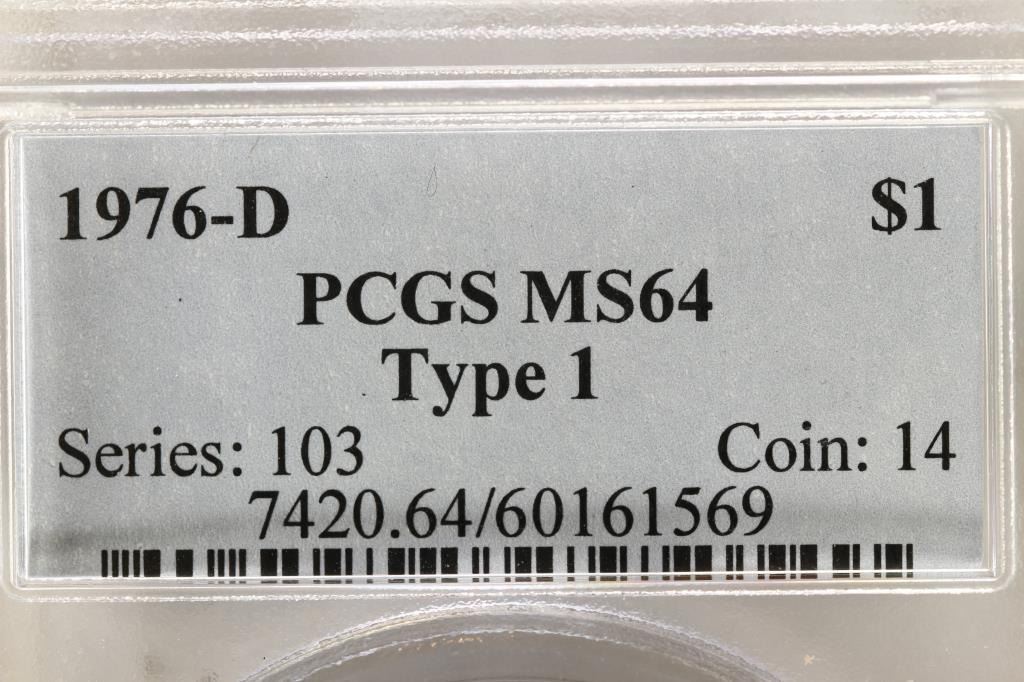 1976-D $1
PCGS MS64
Type 1
Series: 103 Coin: 14
7420.64/60161569